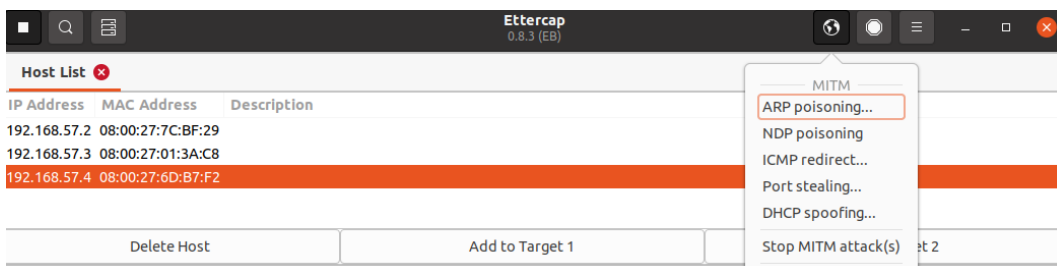 Ettercap
0.8.3 (EB)
Host List
MITM
IP Address MAC Address Description
ARP poisoning...
192.168.57.2 08:00:27:7C:BF:29
NDP poisoning
192.168.57.3 08:00:27:01:3A:C8
ICMP redirect...
192.168.57.4 08:00:27:6D:B7:F2
Port stealing...
DHCP spoofing...
Delete Host
Add to Target 1
Stop MITM attack(s)
2